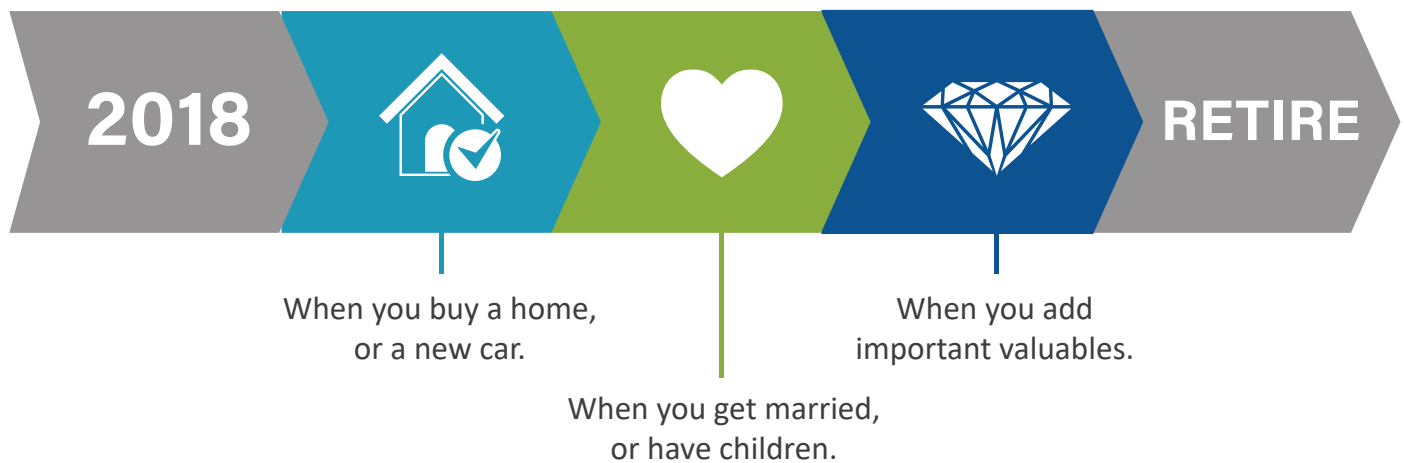 2018
RETIRE
When you buy a home,
or a new car.
When you get married,
or have children.
When you add
important valuables.